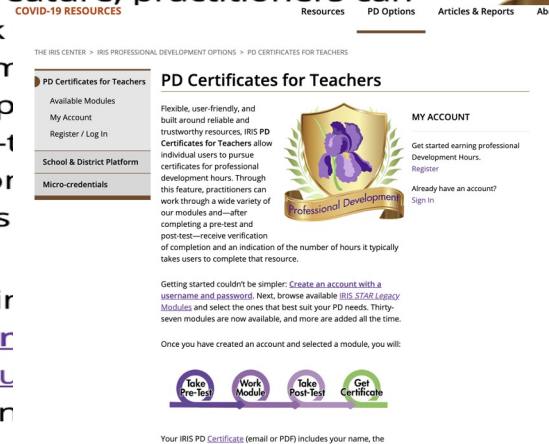 COVID-19 RESOURCES
Resources PD Options Articles & Reports
THE IRIS CENTER > IRIS PROFESSIONAL DEVELOPMENT OPTIONS > PD CERTIFICATES FOR TEACHERS
PD Certificates for Teachers
Available Modules
My Account
Register / Log In
School & District Platform
Micro-credentials
PD Certificates for Teachers
Flexible, user-friendly, and
built around reliable and
trustworthy resources, IRIS PD
Certificates for Teachers allow
individual users to pursue
certificates for professional
development hours. Through
this feature, practitioners can
work through a wide variety of
our modules and—after
completing a pre-test and
post-test—receive verification
of completion and an indication of the number of hours it typically
takes users to complete that resource.
Professional Development
MY ACCOUNT
Get started earning professional
Development Hours.
Register
Already have an account?
Sign In
Getting started couldn't be simpler: Create an account with a
username and password. Next, browse available IRIS STAR Legacy
Modules and select the ones that best suit your PD needs. Thirty-
seven modules are now available, and more are added all the time.
Once you have created an account and selected a module, you will:
Take Pre-Test
Work Module
Take Post-Test
Get Certificate
Your IRIS PD Certificate (email or PDF) includes your name, the